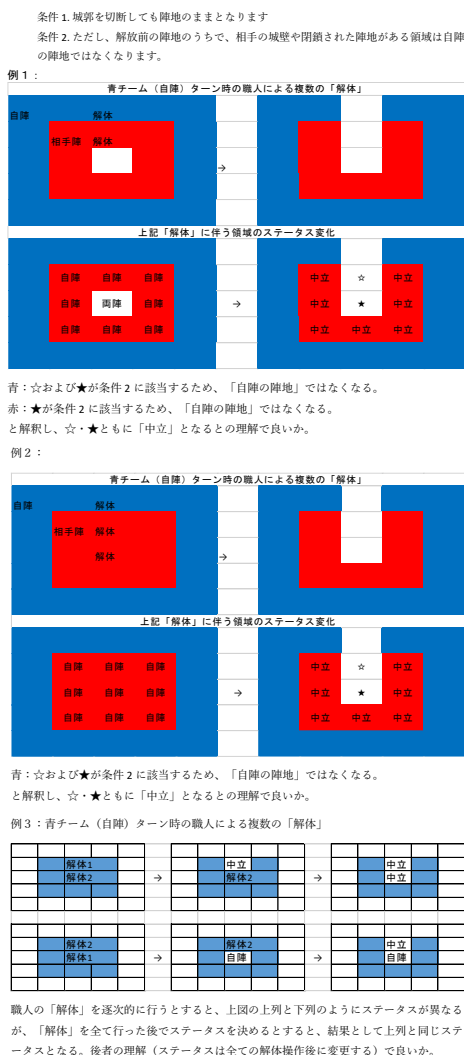 条件 1. 城郭を切断しても陣地のままとなります
条件 2. ただし、解放前の陣地のうちで、相手の城壁や閉鎖された陣地がある領域は自陣
の陣地ではなくなります。
例１：
青チーム（自陣）ターン時の職人による複数の「解体」
自陣 解体
相手陣 解体
→
上記「解体」に伴う領域のステータス変化
自陣 自陣 自陣 中立 ☆ 中立
自陣 両陣 自陣 → 中立 ★ 中立
自陣 自陣 自陣 中立 中立 中立
青：☆および★が条件 2 に該当するため、「自陣の陣地」ではなくなる。
赤：★が条件 2 に該当するため、「自陣の陣地」ではなくなる。
と解釈し、☆・★ともに「中立」となるとの理解で良いか。
例２：
青チーム（自陣）ターン時の職人による複数の「解体」
自陣 解体
相手陣 解体
解体 →
上記「解体」に伴う領域のステータス変化
自陣 自陣 自陣 中立 ☆ 中立
自陣 自陣 自陣 → 中立 ★ 中立
自陣 自陣 自陣 中立 中立 中立
青：☆および★が条件 2 に該当するため、「自陣の陣地」ではなくなる。
と解釈し、☆・★ともに「中立」となるとの理解で良いか。
例３：青チーム（自陣）ターン時の職人による複数の「解体」
解体1 中立 中立
解体2 → 解体2 → 中立
解体2 解体2 中立
解体1 → 自陣 → 自陣
職人の「解体」を逐次的に行うとすると、上図の上列と下列のようにステータスが異なる
が、「解体」を全て行った後でステータスを決めるとすると、結果として上列と同じステ
ータスとなる。後者の理解（ステータスは全ての解体操作後に変更する）で良いか。